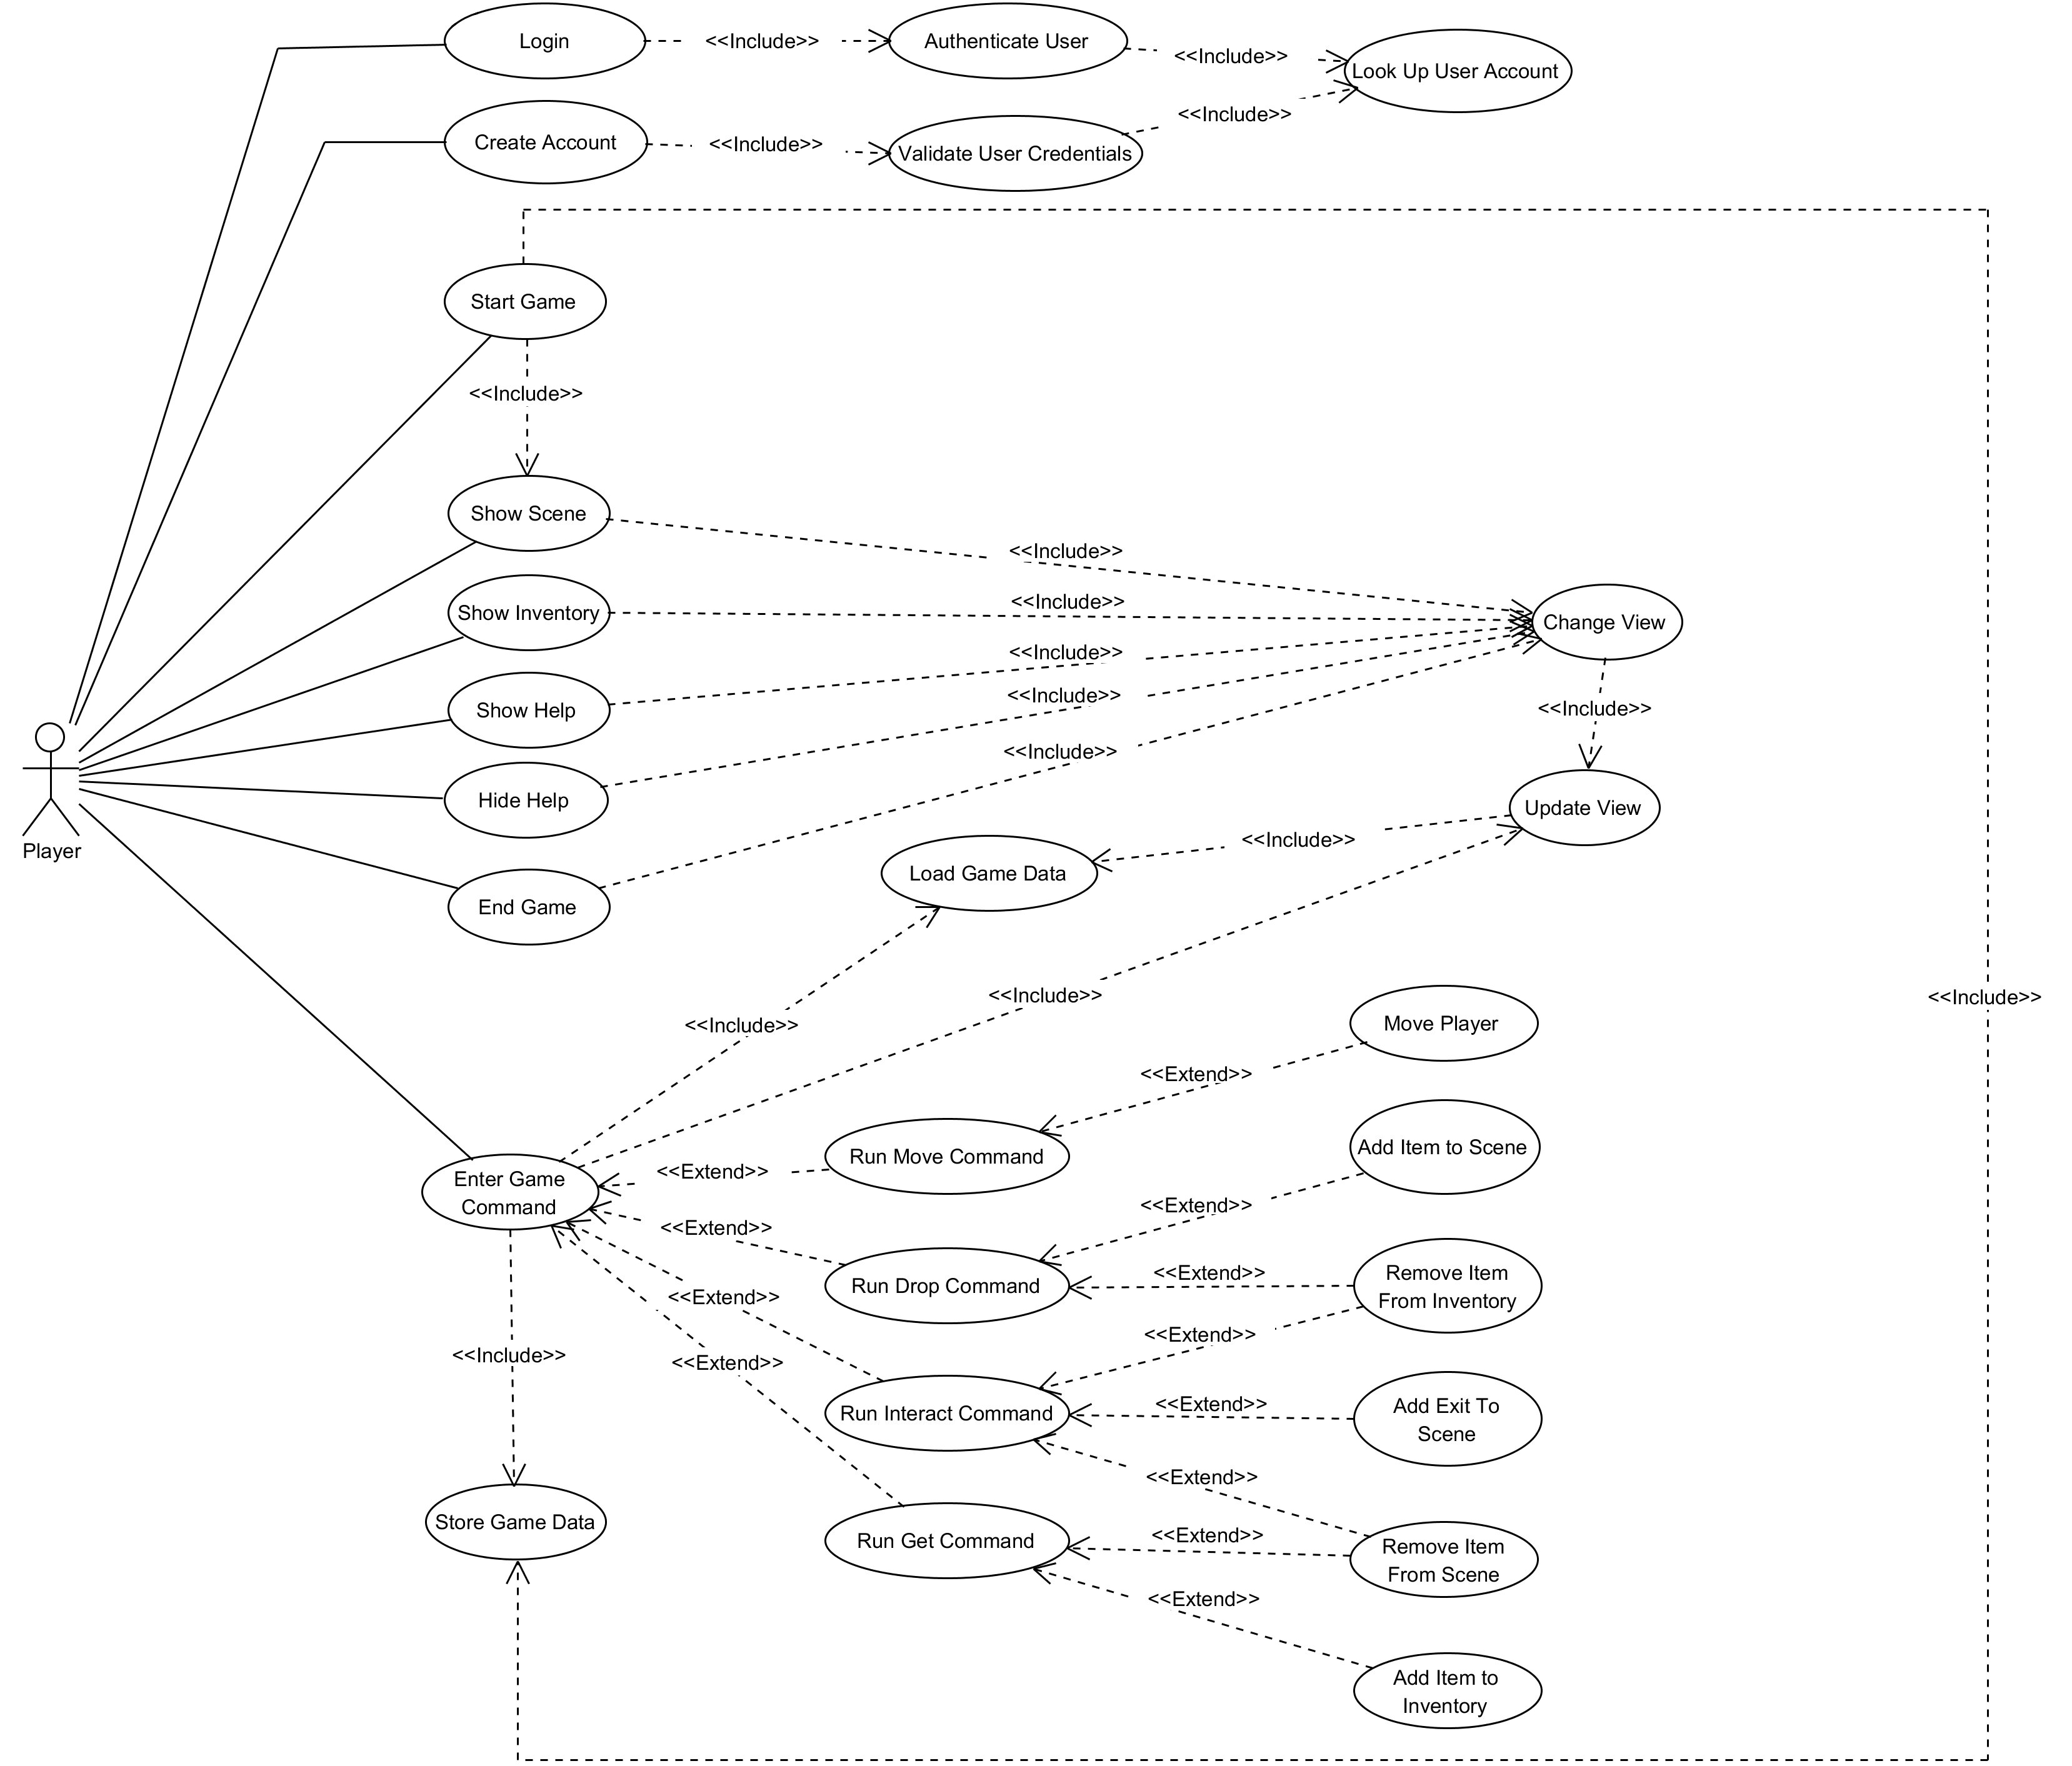 Login
<<Include>>
Authenticate User
<<Include>>
Look Up User Account
Create Account
<<Include>>
Validate User Credentials
<<Include>>
Start Game
<<Include>>
Show Scene
<<Include>>
Show Inventory
<<Include>>
Change View
Show Help
<<Include>>
Hide Help
<<Include>>
<<Include>>
Player
End Game
<<Include>>
Load Game Data
<<Include>>
Update View
<<Include>>
<<Include>>
<<Include>>
Move Player
<<Extend>>
Enter Game
Command
<<Extend>>
Run Move Command
Add Item to Scene
<<Extend>>
<<Extend>>
Run Drop Command
<<Extend>>
Remove Item
From Inventory
<<Extend>>
<<Extend>>
<<Include>>
<<Extend>>
Run Interact Command
<<Extend>>
Add Exit To
Scene
<<Extend>>
Store Game Data
Run Get Command
<<Extend>>
Remove Item
From Scene
<<Extend>>
Add Item to
Inventory